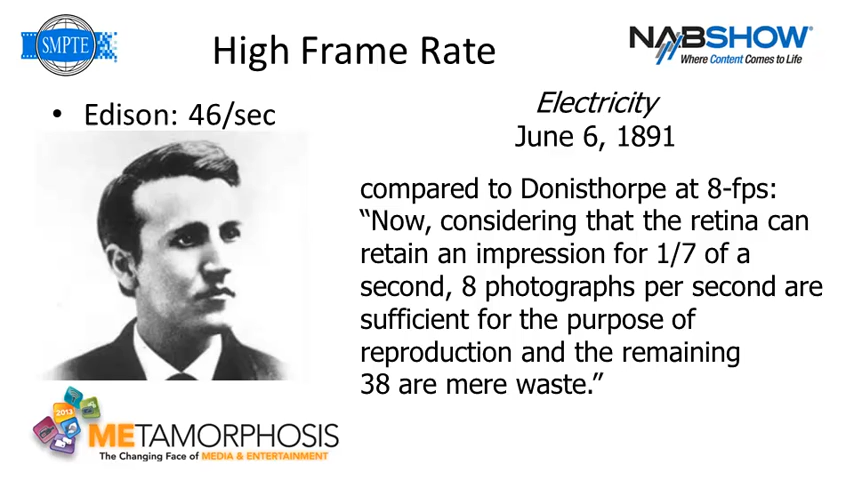 SMPTE
High Frame Rate
NABSHOW®
Where Content Comes to Life
• Edison: 46/sec
Electricity
June 6, 1891
compared to Donisthorpe at 8-fps:
“Now, considering that the retina can
retain an impression for 1/7 of a
second, 8 photographs per second are
sufficient for the purpose of
reproduction and the remaining
38 are mere waste.”
2013
METAMORPHOSIS
The Changing Face of MEDIA & ENTERTAINMENT